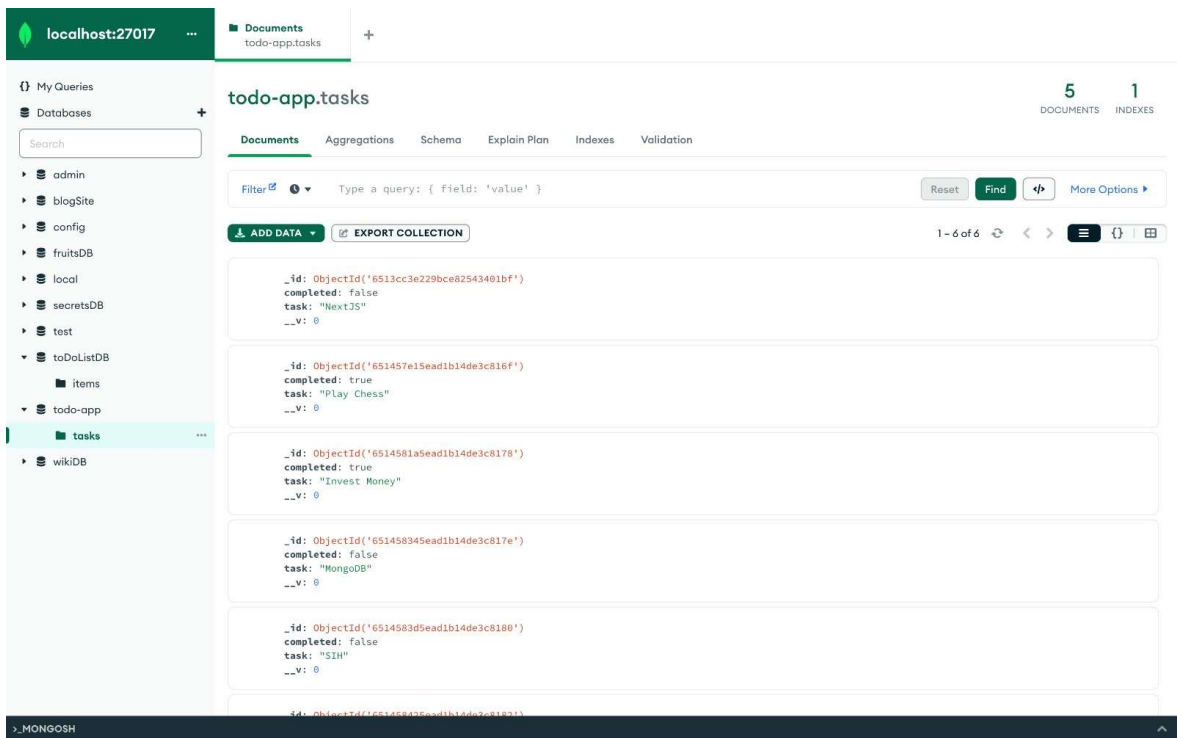 localhost:27017 ...
Documents
todo-app.tasks
+
{} My Queries
Databases +
Search
admin
blogSite
config
fruitsDB
local
secretsDB
test
toDoListDB
items
todo-app
tasks ...
wikiDB
todo-app.tasks
5 1
DOCUMENTS INDEXES
Documents Aggregations Schema Explain Plan Indexes Validation
Filter Type a query: { field: 'value' } Reset Find </> More Options
ADD DATA EXPORT COLLECTION 1 – 6 of 6 {}
_id: ObjectId('6513cc3e229bce82543401bf')
completed: false
task: "NextJS"
__v: 0
_id: ObjectId('651457e15ead1b14de3c816f')
completed: true
task: "Play Chess"
__v: 0
_id: ObjectId('6514581a5ead1b14de3c8178')
completed: true
task: "Invest Money"
__v: 0
_id: ObjectId('651458345ead1b14de3c817e')
completed: false
task: "MongoDB"
__v: 0
_id: ObjectId('6514583d5ead1b14de3c8180')
completed: false
task: "SIH"
__v: 0
_id: ObjectId('651458425ead1b14de3c8182')
>_MONGOSH